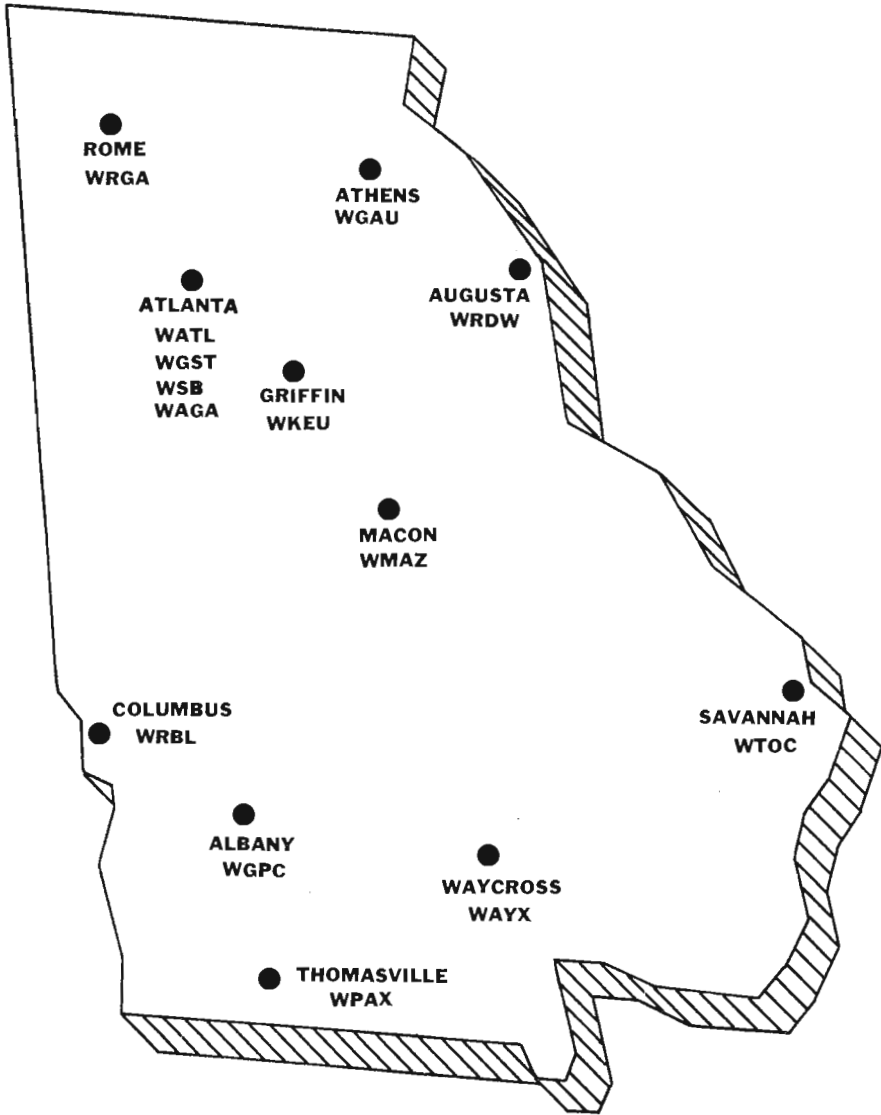 ROME
WRGA
ATHENS
WGAU
ATLANTA
WATL
WGST
WSB
WAGA
AUGUSTA
WRDW
GRIFFIN
WKEU
MACON
WMAZ
COLUMBUS
WRBL
SAVANNAH
WTOC
ALBANY
WGPC
WAYCROSS
WAYX
THOMASVILLE
WPAX